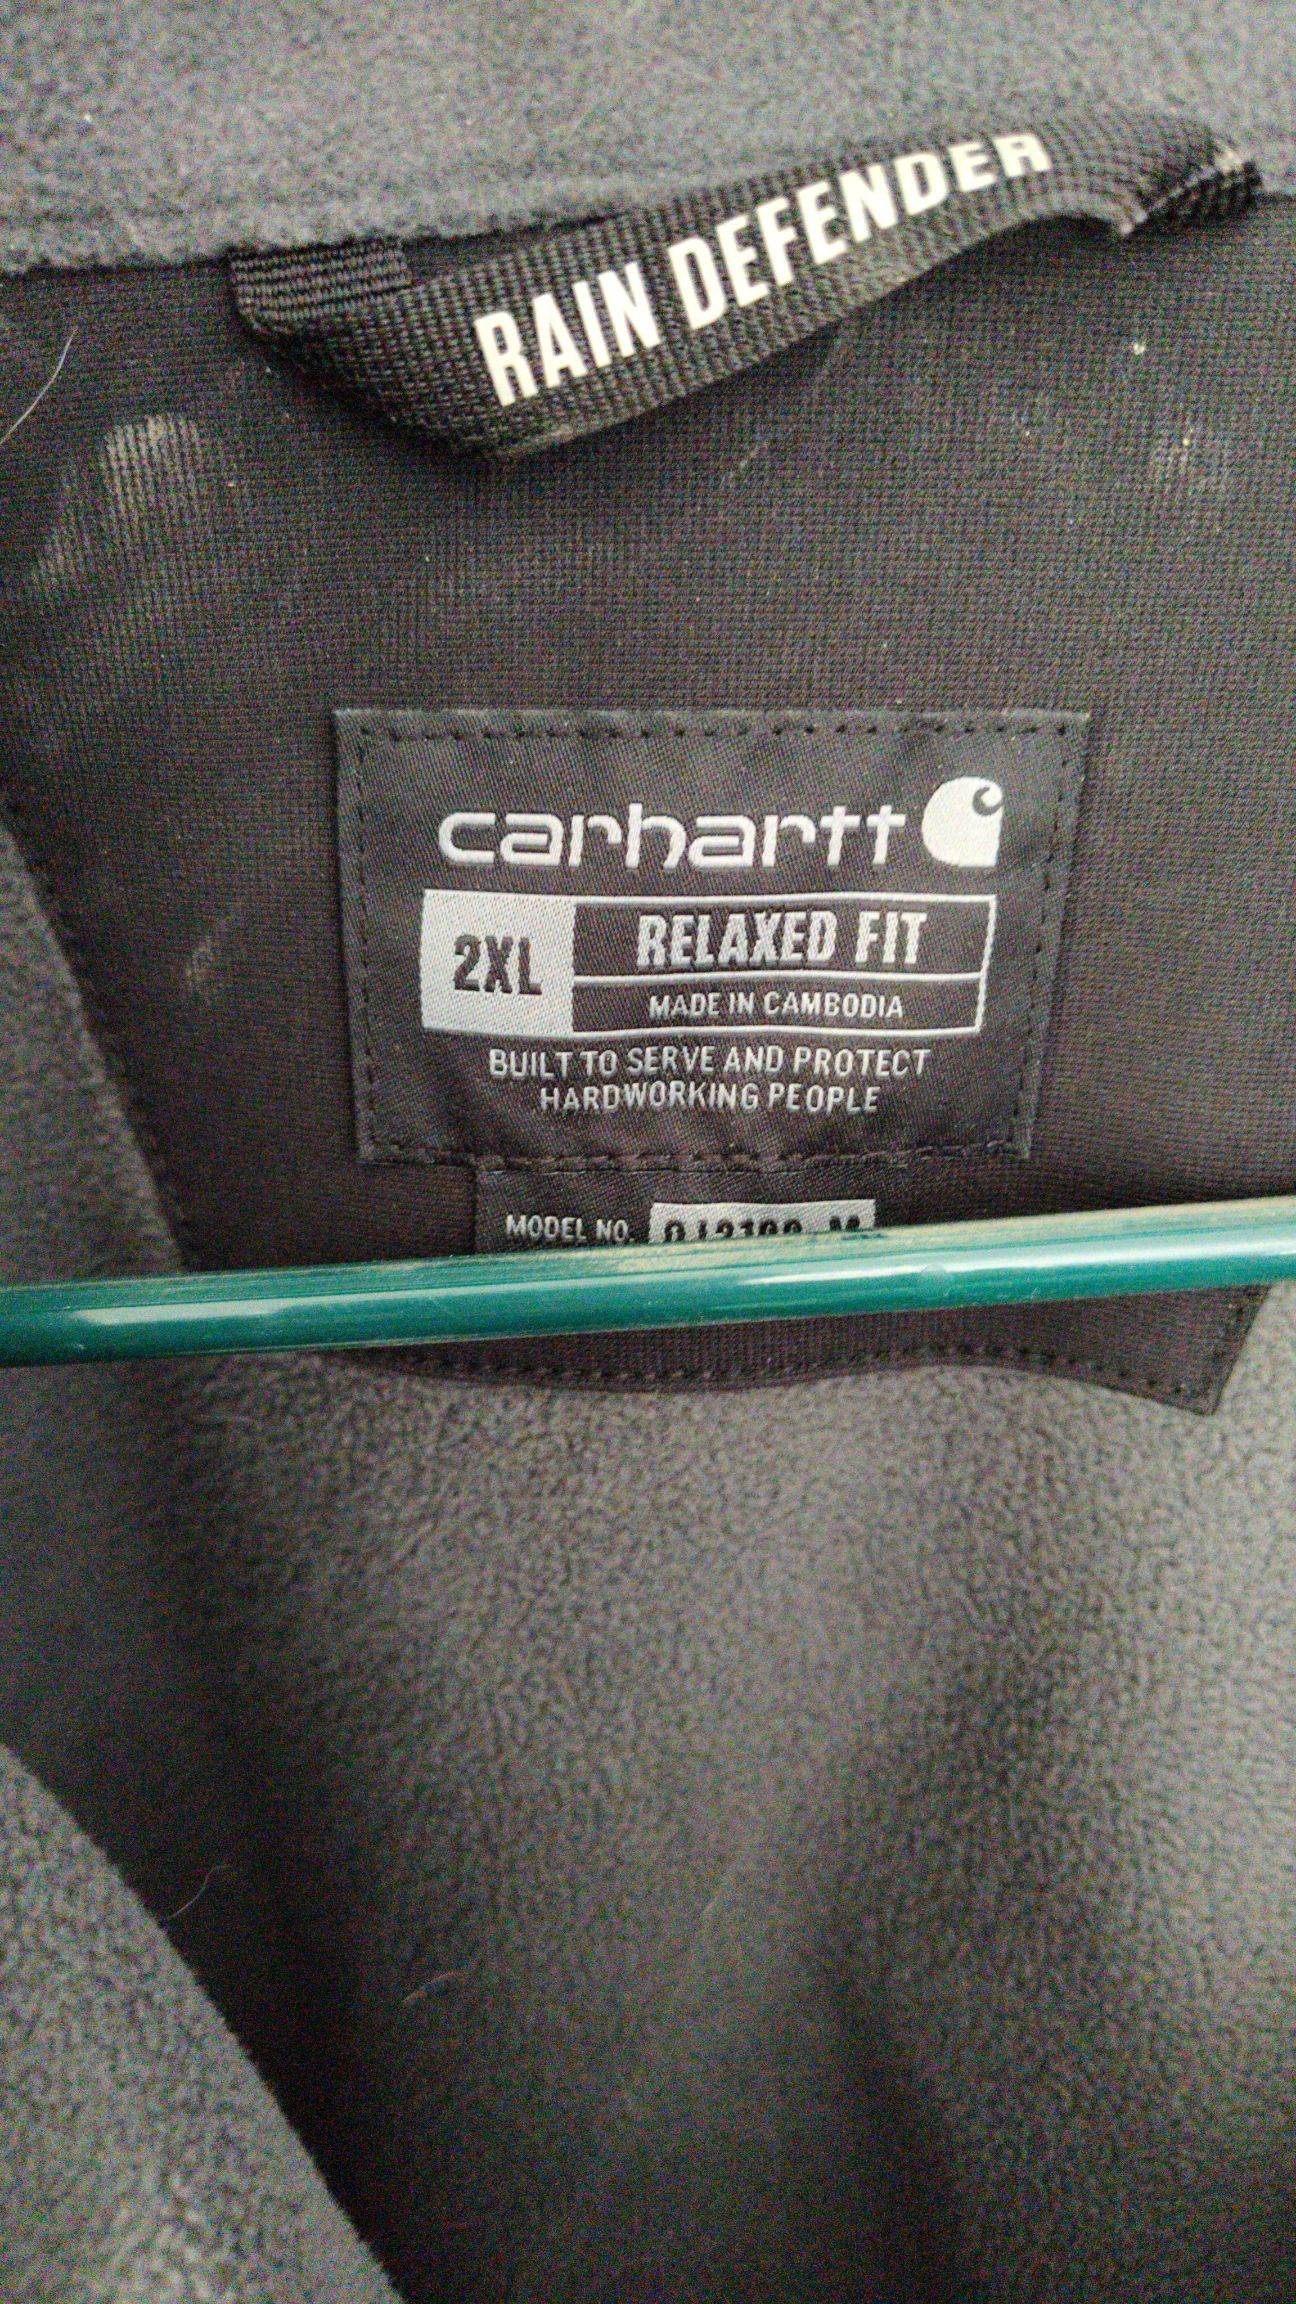 RAIN DEFENDER
carhartt
2XL
RELAXED FIT
MADE IN CAMBODIA
BUILT TO SERVE AND PROTECT
HARDWORKING PEOPLE
MODEL NO.